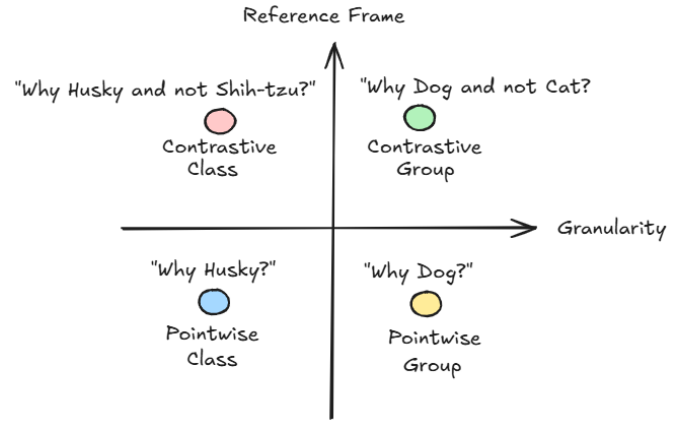 Reference Frame
"Why Husky and not Shih-tzu?"
"Why Dog and not Cat?
Contrastive
Class
Contrastive
Group
Granularity
"Why Husky?"
"Why Dog?"
Pointwise
Class
Pointwise
Group